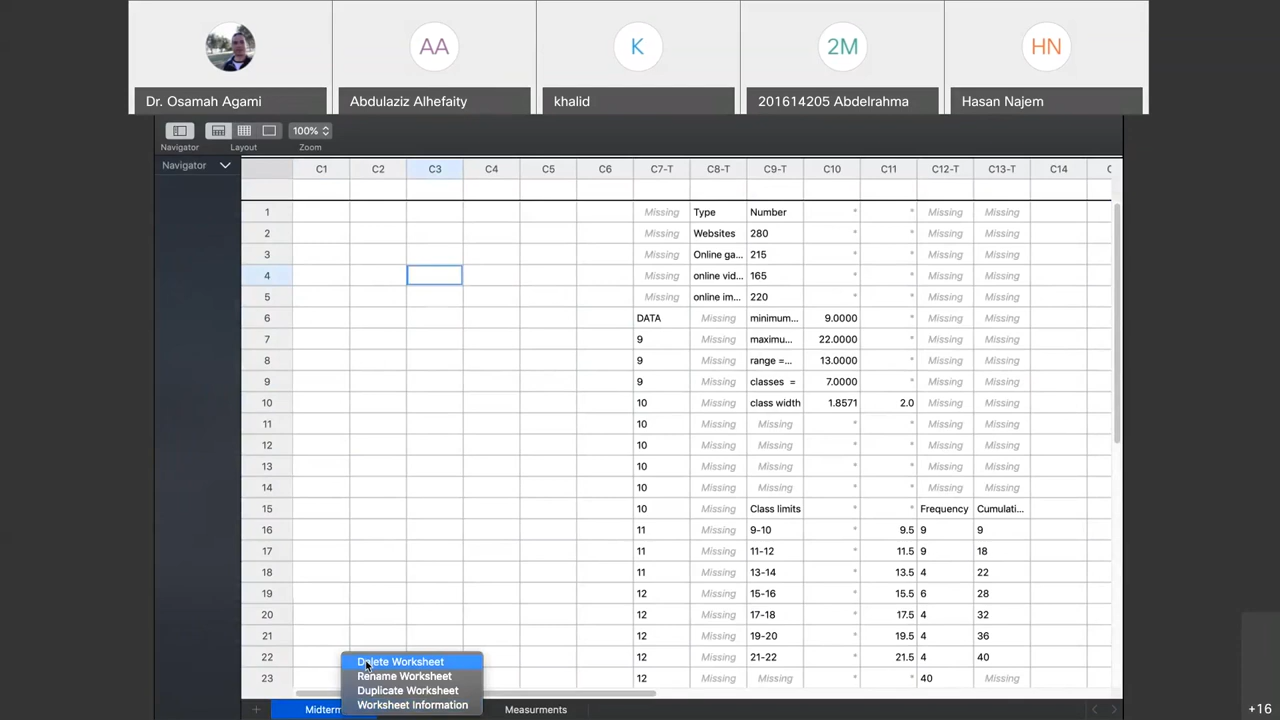 AA K 2M HN
Dr. Osamah Agami Abdulaziz Alhefaity khalid 201614205 Abdelrahma Hasan Najem
100%
Navigator Layout Zoom
Navigator C1 C2 C3 C4 C5 C6 C7-T C8-T C9-T C10 C11 C12-T C13-T C14 C
1 Missing Type Number * * Missing Missing
2 Missing Websites 280 * * Missing Missing
3 Missing Online ga... 215 * * Missing Missing
4 Missing online vid... 165 * * Missing Missing
5 Missing online im... 220 * * Missing Missing
6 DATA Missing minimum... 9.0000 * Missing Missing
7 9 Missing maximu... 22.0000 * Missing Missing
8 9 Missing range =... 13.0000 * Missing Missing
9 9 Missing classes = 7.0000 * Missing Missing
10 10 Missing class width 1.8571 2.0 Missing Missing
11 10 Missing Missing * * Missing Missing
12 10 Missing Missing * * Missing Missing
13 10 Missing Missing * * Missing Missing
14 10 Missing Missing * * Missing Missing
15 10 Missing Class limits * * Frequency Cumulati...
16 11 Missing 9-10 * 9.5 9 9
17 11 Missing 11-12 * 11.5 9 18
18 11 Missing 13-14 * 13.5 4 22
19 12 Missing 15-16 * 15.5 6 28
20 12 Missing 17-18 * 17.5 4 32
21 12 Missing 19-20 * 19.5 4 36
22 12 Missing 21-22 * 21.5 4 40
23 12 Missing Missing * * 40 Missing
Delete Worksheet
Rename Worksheet
Duplicate Worksheet
Worksheet Information
+ Midterm Measurments +16